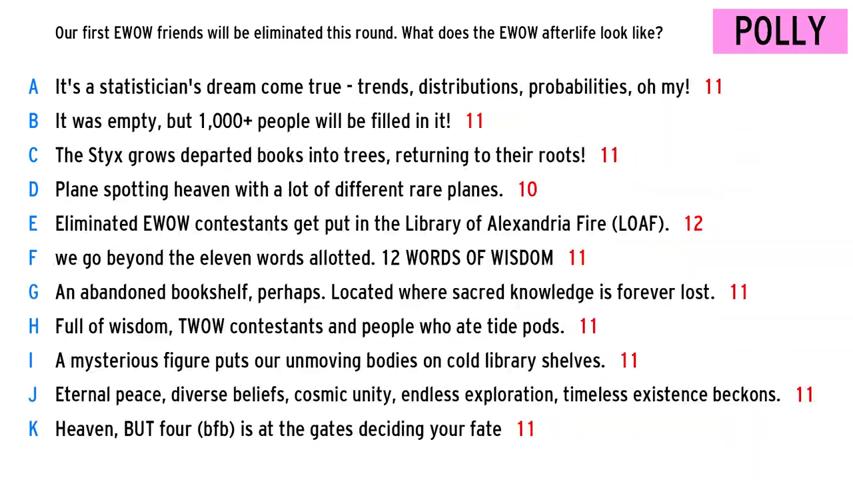 Our first EWOW friends will be eliminated this round. What does the EWOW afterlife look like?
POLLY
A It's a statistician's dream come true - trends, distributions, probabilities, oh my! 11
B It was empty, but 1,000+ people will be filled in it! 11
C The Styx grows departed books into trees, returning to their roots! 11
D Plane spotting heaven with a lot of different rare planes. 10
E Eliminated EWOW contestants get put in the Library of Alexandria Fire (LOAF). 12
F we go beyond the eleven words allotted. 12 WORDS OF WISDOM 11
G An abandoned bookshelf, perhaps. Located where sacred knowledge is forever lost. 11
H Full of wisdom, TWOW contestants and people who ate tide pods. 11
I A mysterious figure puts our unmoving bodies on cold library shelves. 11
J Eternal peace, diverse beliefs, cosmic unity, endless exploration, timeless existence beckons. 11
K Heaven, BUT four (bfb) is at the gates deciding your fate 11